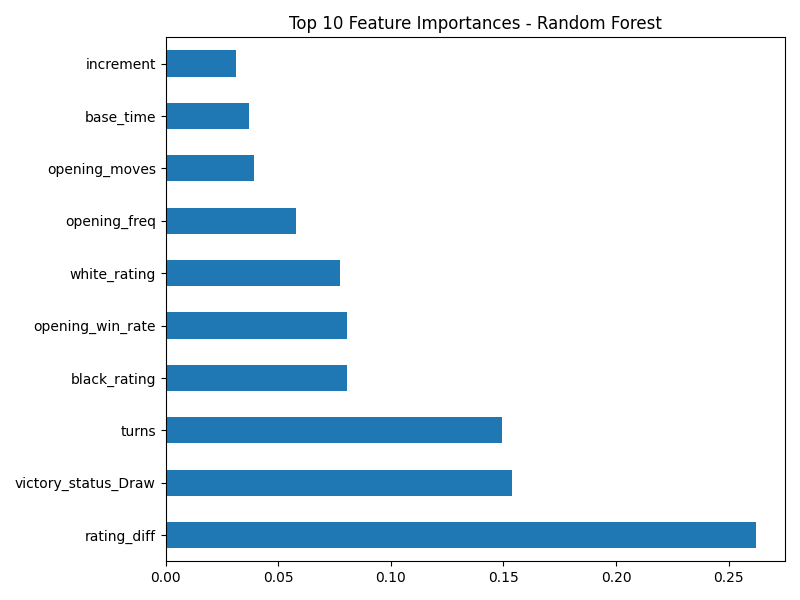 Top 10 Feature Importances - Random Forest
increment
base_time
opening_moves
opening_freq
white_rating
opening_win_rate
black_rating
turns
victory_status_Draw
rating_diff
0.00 0.05 0.10 0.15 0.20 0.25